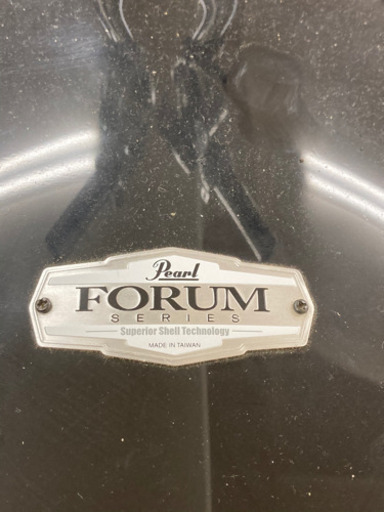 Pearl
FORUM
SERIES
Superior Shell Technology
MADE IN TAIWAN